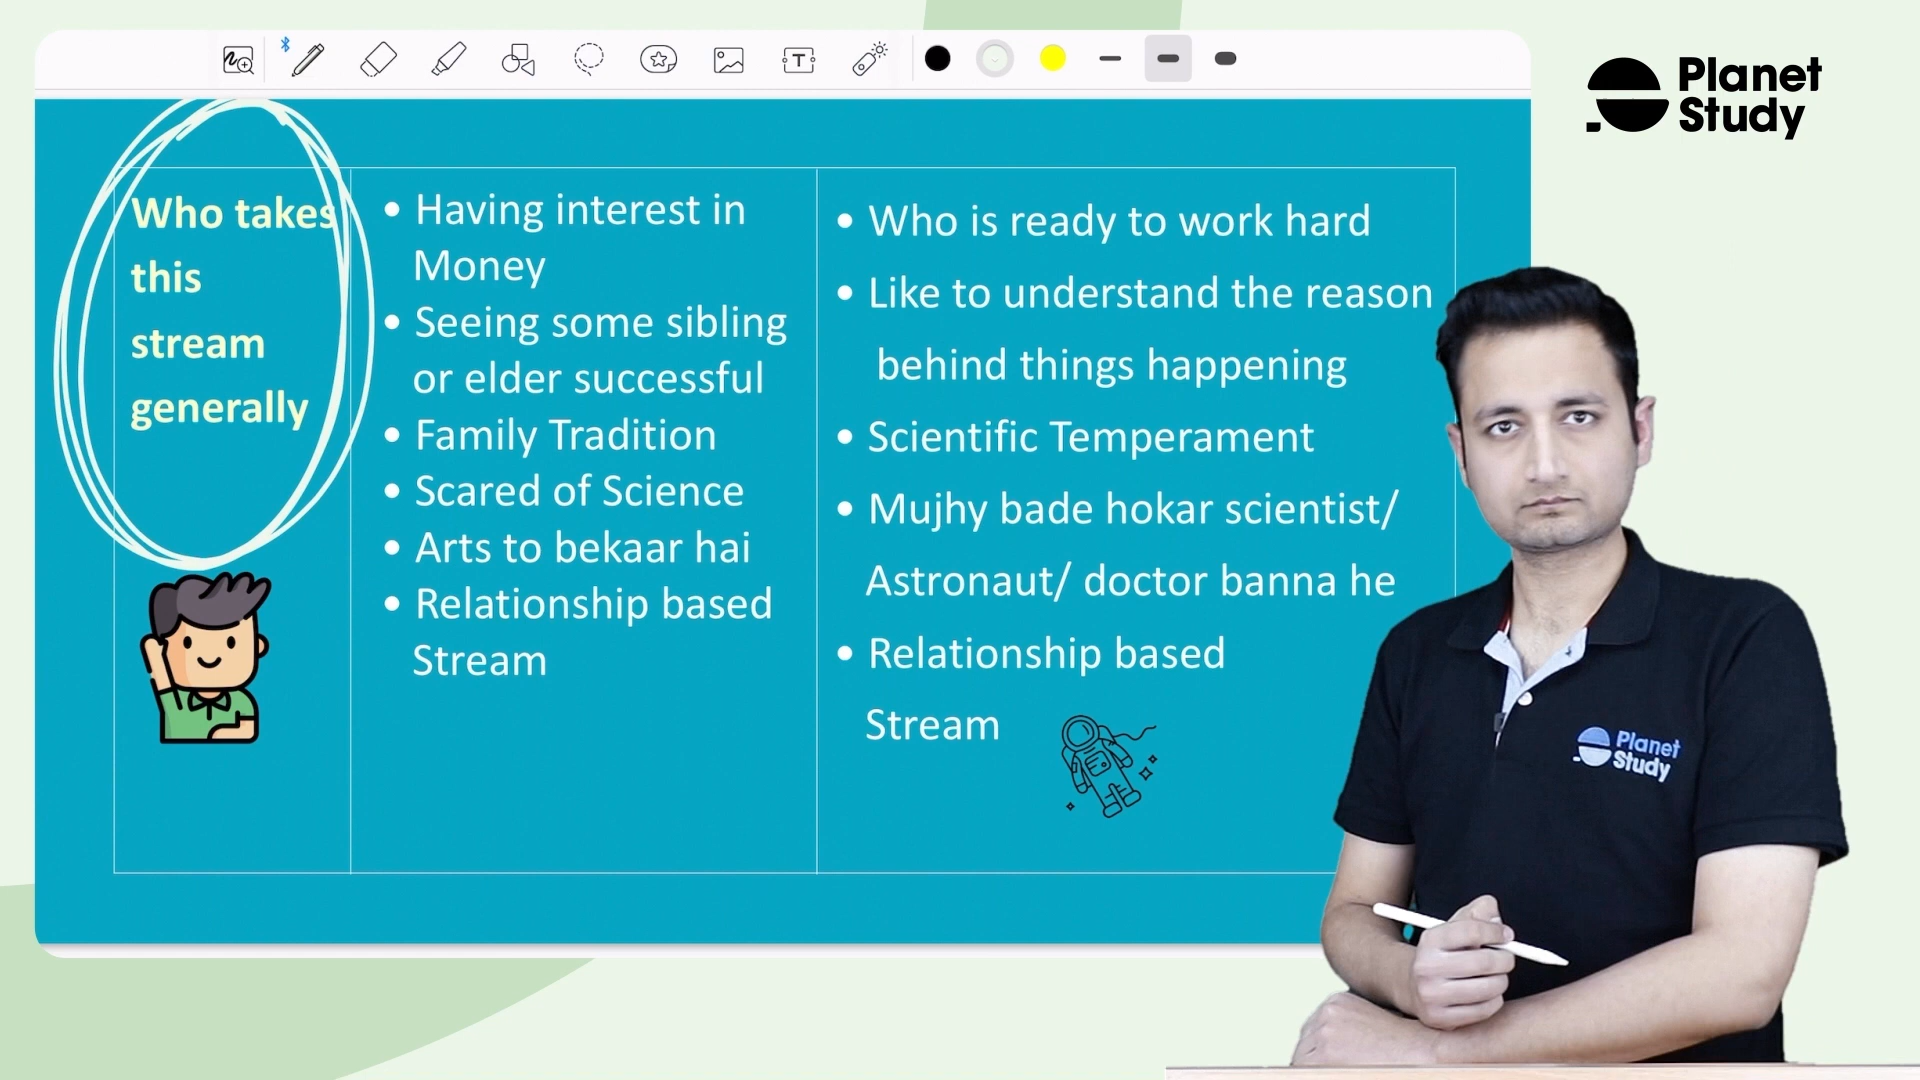 Planet
Study
Who takes
this
stream
generally
• Having interest in
Money
• Seeing some sibling
or elder successful
• Family Tradition
• Scared of Science
• Arts to bekaar hai
• Relationship based
Stream
• Who is ready to work hard
• Like to understand the reason
behind things happening
• Scientific Temperament
• Mujhy bade hokar scientist/
Astronaut/ doctor banna he
• Relationship based
Stream
Planet
Study
T